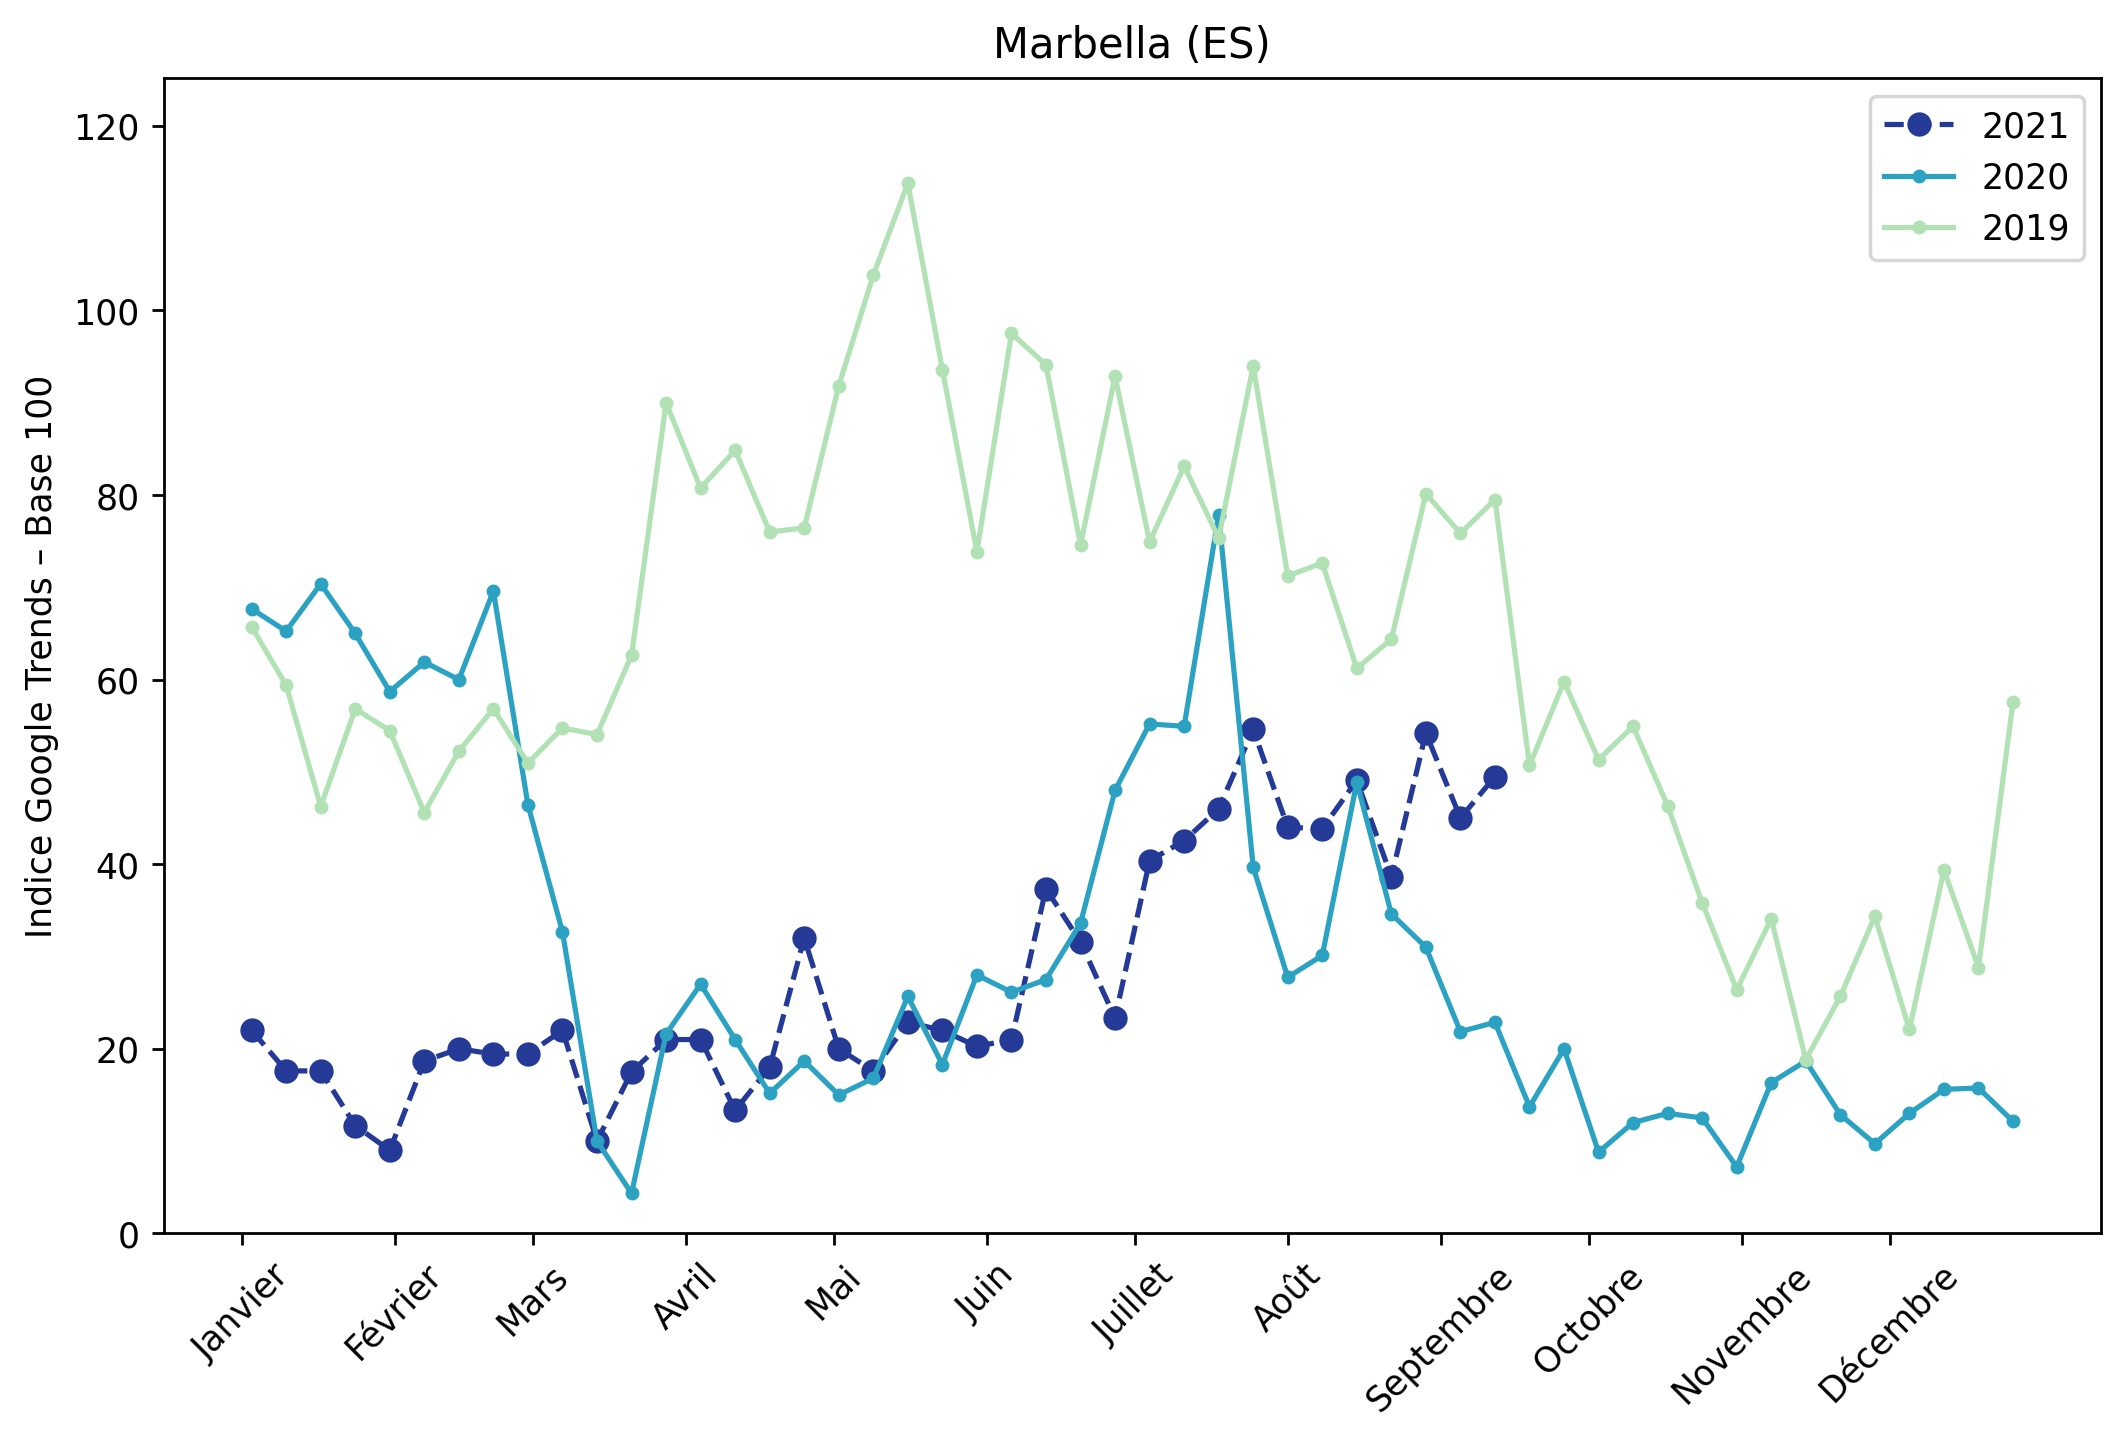 Marbella (ES)
Indice Google Trends – Base 100
120
100
80
60
40
20
0
2021
2020
2019
Janvier
Février
Mars
Avril
Mai
Juin
Juillet
Août
Septembre
Octobre
Novembre
Décembre